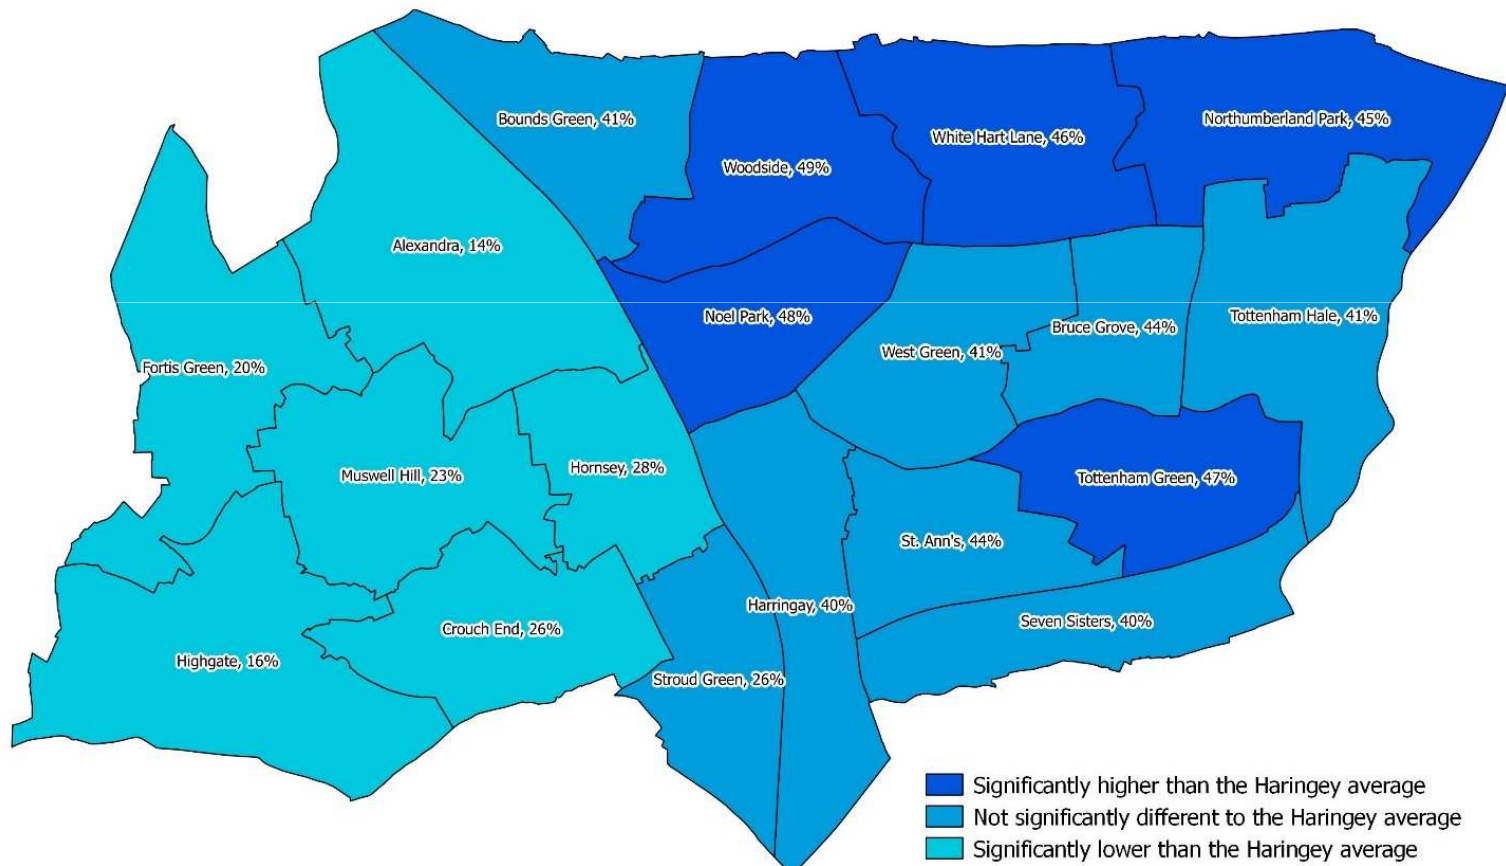 Bounds Green, 41%
Northumberland Park, 45%
White Hart Lane, 46%
Woodside, 49%
Alexandra, 14%
Noel Park, 48%
Tottenham Hale, 41%
Bruce Grove, 44%
West Green, 41%
Fortis Green, 20%
Muswell Hill, 23%
Hornsey, 28%
Tottenham Green, 47%
St. Ann's, 44%
Harringay, 40%
Seven Sisters, 40%
Crouch End, 26%
Highgate, 16%
Stroud Green, 26%
Significantly higher than the Haringey average
Not significantly different to the Haringey average
Significantly lower than the Haringey average